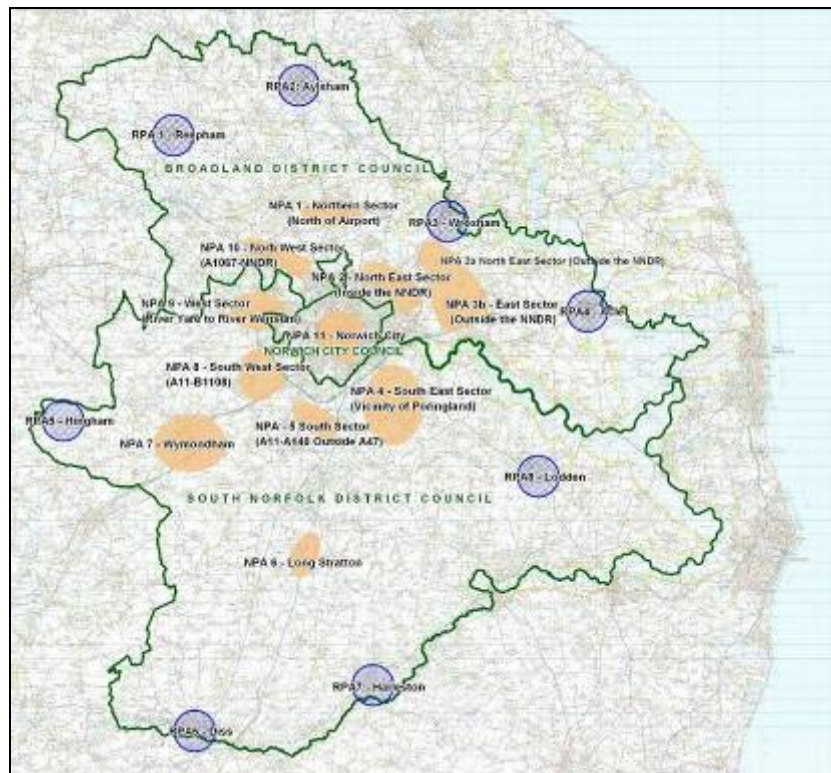 RPA2: Aylsham
RPA 1 - Reepham
BROADLAND DISTRICT COUNCIL
NPA 1 - Northern Sector
(North of Airport)
RPA3 - Wroxham
NPA 10 - North West Sector
(A1067-NNDR)
NPA 3a North East Sector (Outside the NNDR)
NPA 2 - North East Sector
(Inside the NNDR)
NPA 9 - West Sector
(River Yare to River Wensum)
NPA 3b - East Sector
(Outside the NNDR)
RPA4 - Acle
NPA 11 - Norwich City
NORWICH CITY COUNCIL
NPA 8 - South West Sector
(A11-B1108)
NPA 4 - South East Sector
(Vicinity of Poringland)
RPA5 - Hingham
NPA - 5 South Sector
(A11-A140 Outside A47)
NPA 7 - Wymondham
RPA8 - Lodden
SOUTH NORFOLK DISTRICT COUNCIL
NPA 6 - Long Stratton
RPA7 - Harleston
RPA6 - Diss